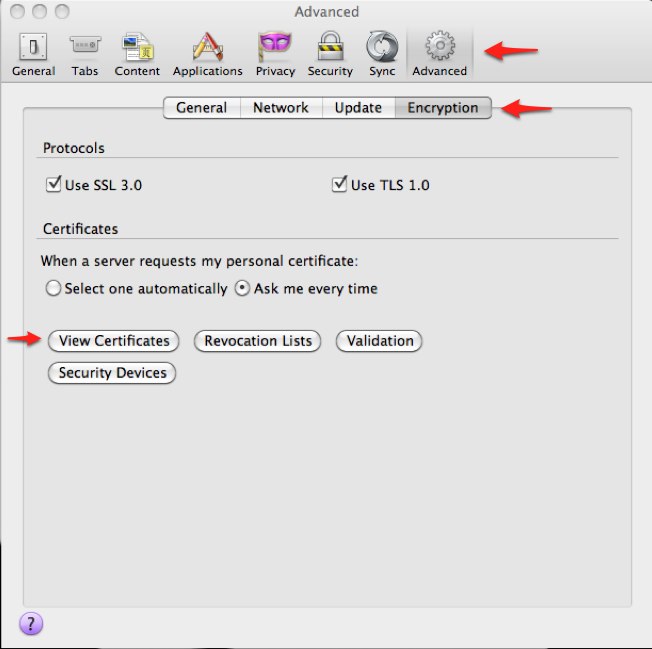 Advanced
General Tabs Content Applications Privacy Security Sync Advanced
General Network Update Encryption
Protocols
Use SSL 3.0 Use TLS 1.0
Certificates
When a server requests my personal certificate:
Select one automatically Ask me every time
View Certificates Revocation Lists Validation
Security Devices
?